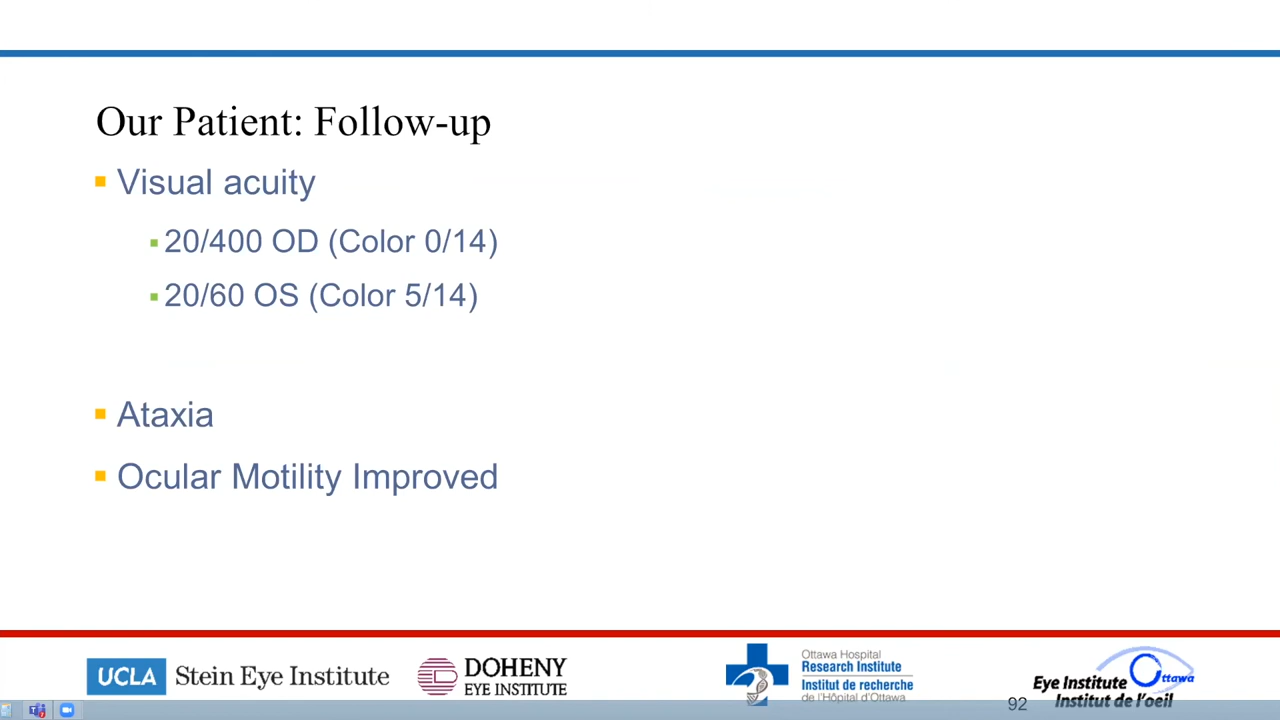 Our Patient: Follow-up
Visual acuity
20/400 OD (Color 0/14)
20/60 OS (Color 5/14)
Ataxia
Ocular Motility Improved
UCLA Stein Eye Institute
DOHENY
EYE INSTITUTE
Ottawa Hospital
Research Institute
Institut de recherche
de l'Hôpital d'Ottawa
Eye Institute Ottawa
Institut de l'oeil
92